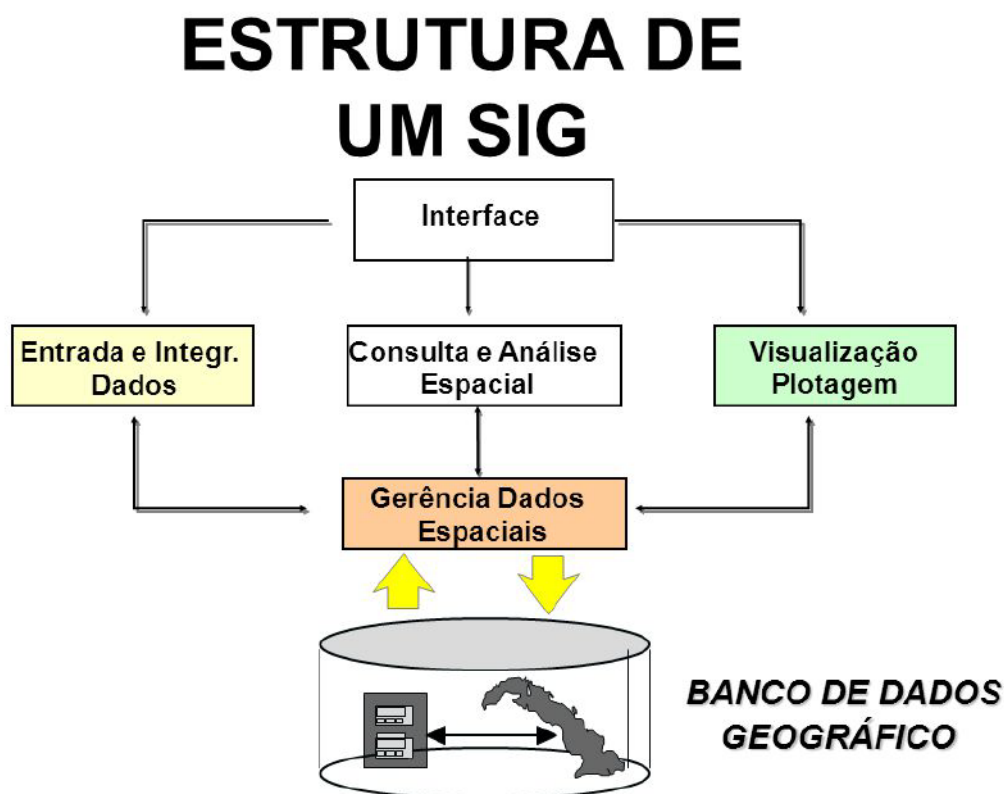 ESTRUTURA DE
UM SIG
Interface
Entrada e Integr.
Dados
Consulta e Análise
Espacial
Visualização
Plotagem
Gerência Dados
Espaciais
BANCO DE DADOS
GEOGRÁFICO